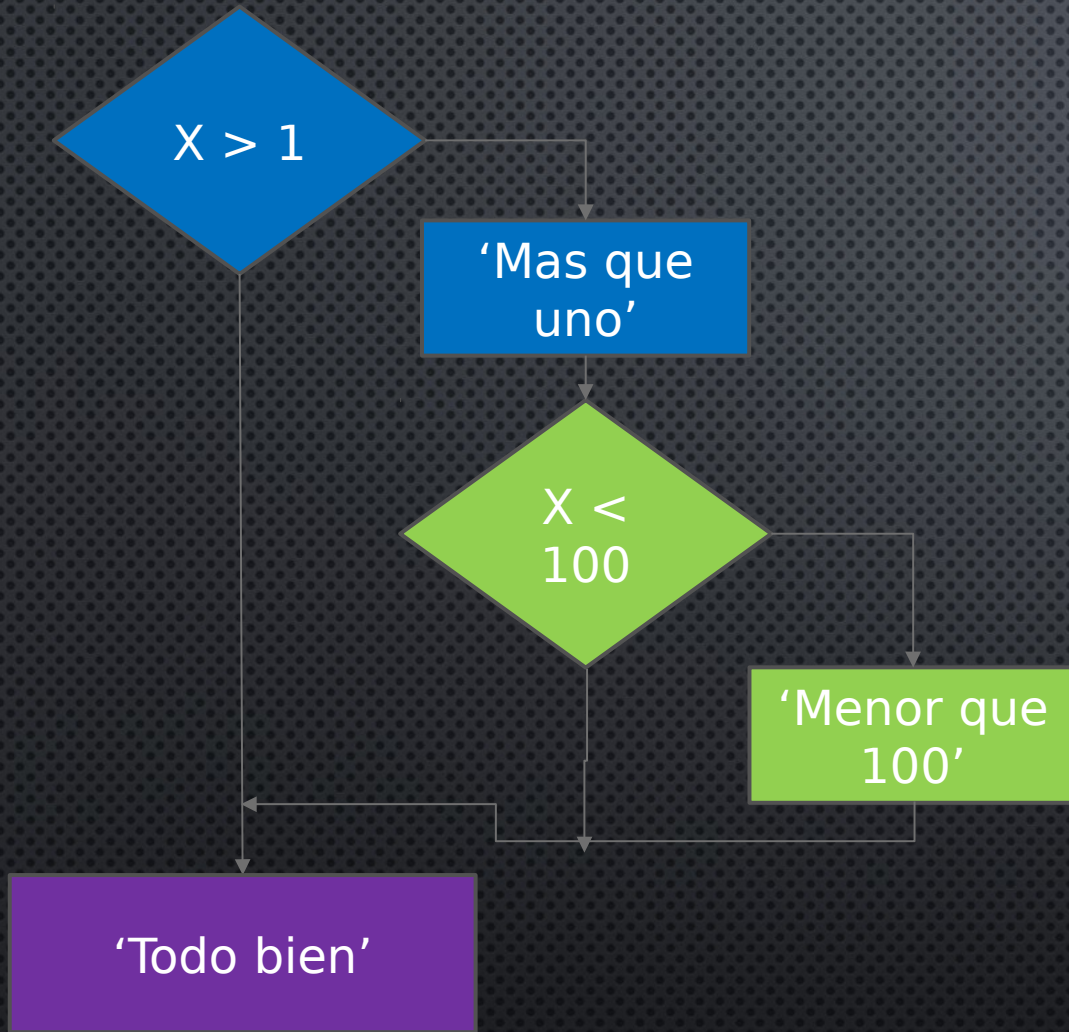 X > 1
‘Mas que
uno’
X <
100
‘Menor que
100’
‘Todo bien’